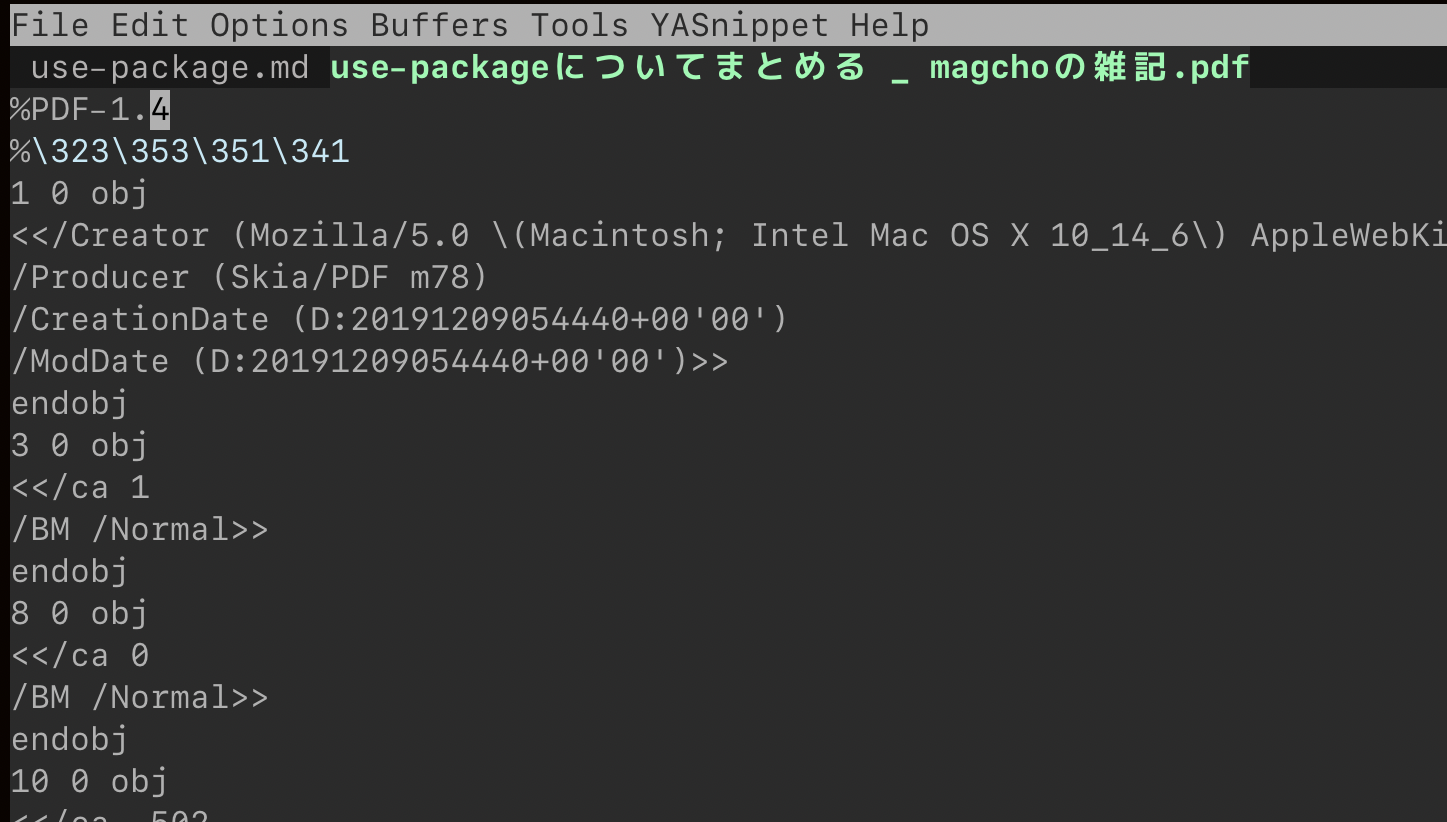 File Edit Options Buffers Tools YASnippet Help
use-package.md use-packageについてまとめる _ magchoの雑記.pdf
%PDF-1.4
%\323\353\351\341
1 0 obj
<</Creator (Mozilla/5.0 \(Macintosh; Intel Mac OS X 10_14_6\) AppleWebKi
/Producer (Skia/PDF m78)
/CreationDate (D:20191209054440+00'00')
/ModDate (D:20191209054440+00'00')>>
endobj
3 0 obj
<</ca 1
/BM /Normal>>
endobj
8 0 obj
<</ca 0
/BM /Normal>>
endobj
10 0 obj
<</ca .502